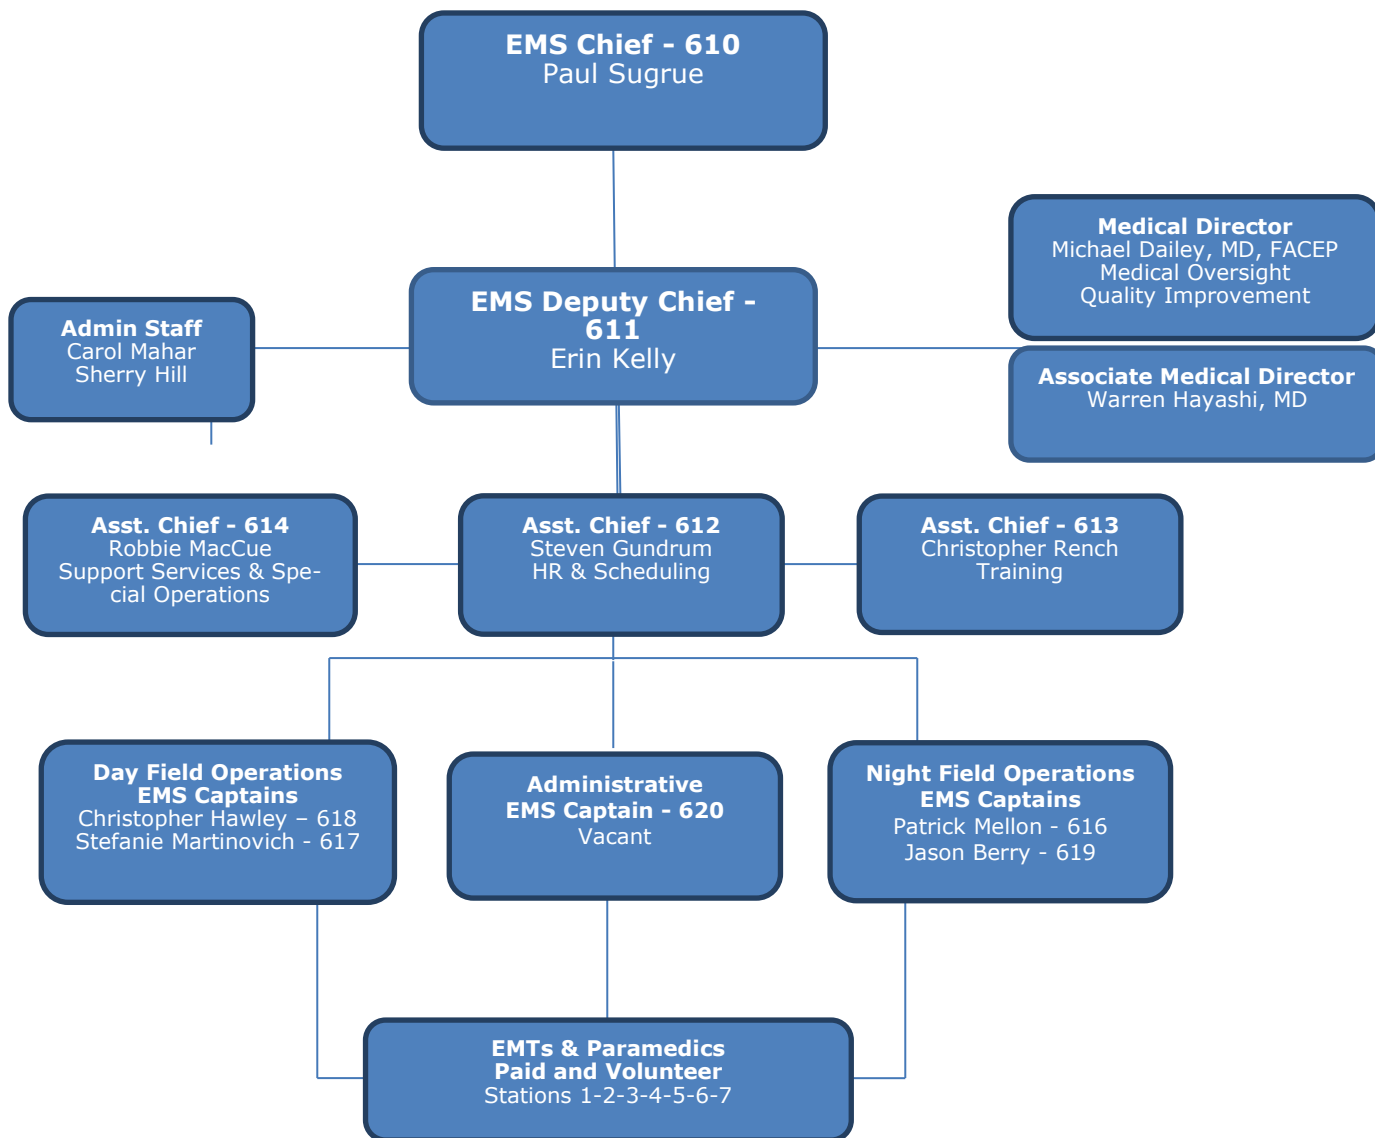 EMS Chief - 610
Paul Sugrue
Medical Director
Michael Dailey, MD, FACEP
Medical Oversight
Quality Improvement
EMS Deputy Chief -
611
Erin Kelly
Admin Staff
Carol Mahar
Sherry Hill
Associate Medical Director
Warren Hayashi, MD
Asst. Chief - 614
Robbie MacCue
Support Services & Spe-
cial Operations
Asst. Chief - 612
Steven Gundrum
HR & Scheduling
Asst. Chief - 613
Christopher Rench
Training
Day Field Operations
EMS Captains
Christopher Hawley – 618
Stefanie Martinovich - 617
Administrative
EMS Captain - 620
Vacant
Night Field Operations
EMS Captains
Patrick Mellon - 616
Jason Berry - 619
EMTs & Paramedics
Paid and Volunteer
Stations 1-2-3-4-5-6-7